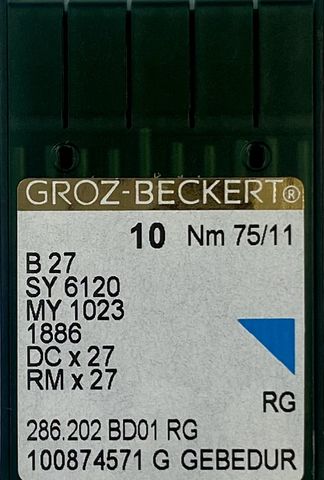 GROZ-BECKERT®
10 Nm 75/11
B 27
SY 6120
MY 1023
1886
DC x 27
RM x 27
RG
286.202 BD01 RG
100874571 G GEBEDUR